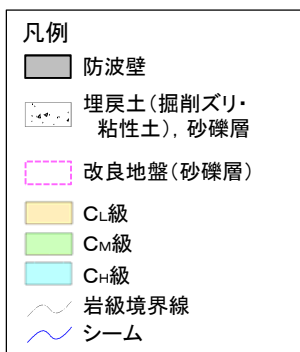 凡例
防波壁
埋戻土(掘削ズリ・
粘性土)，砂礫層
改良地盤(砂礫層)
CL級
CM級
CH級
岩級境界線
シーム